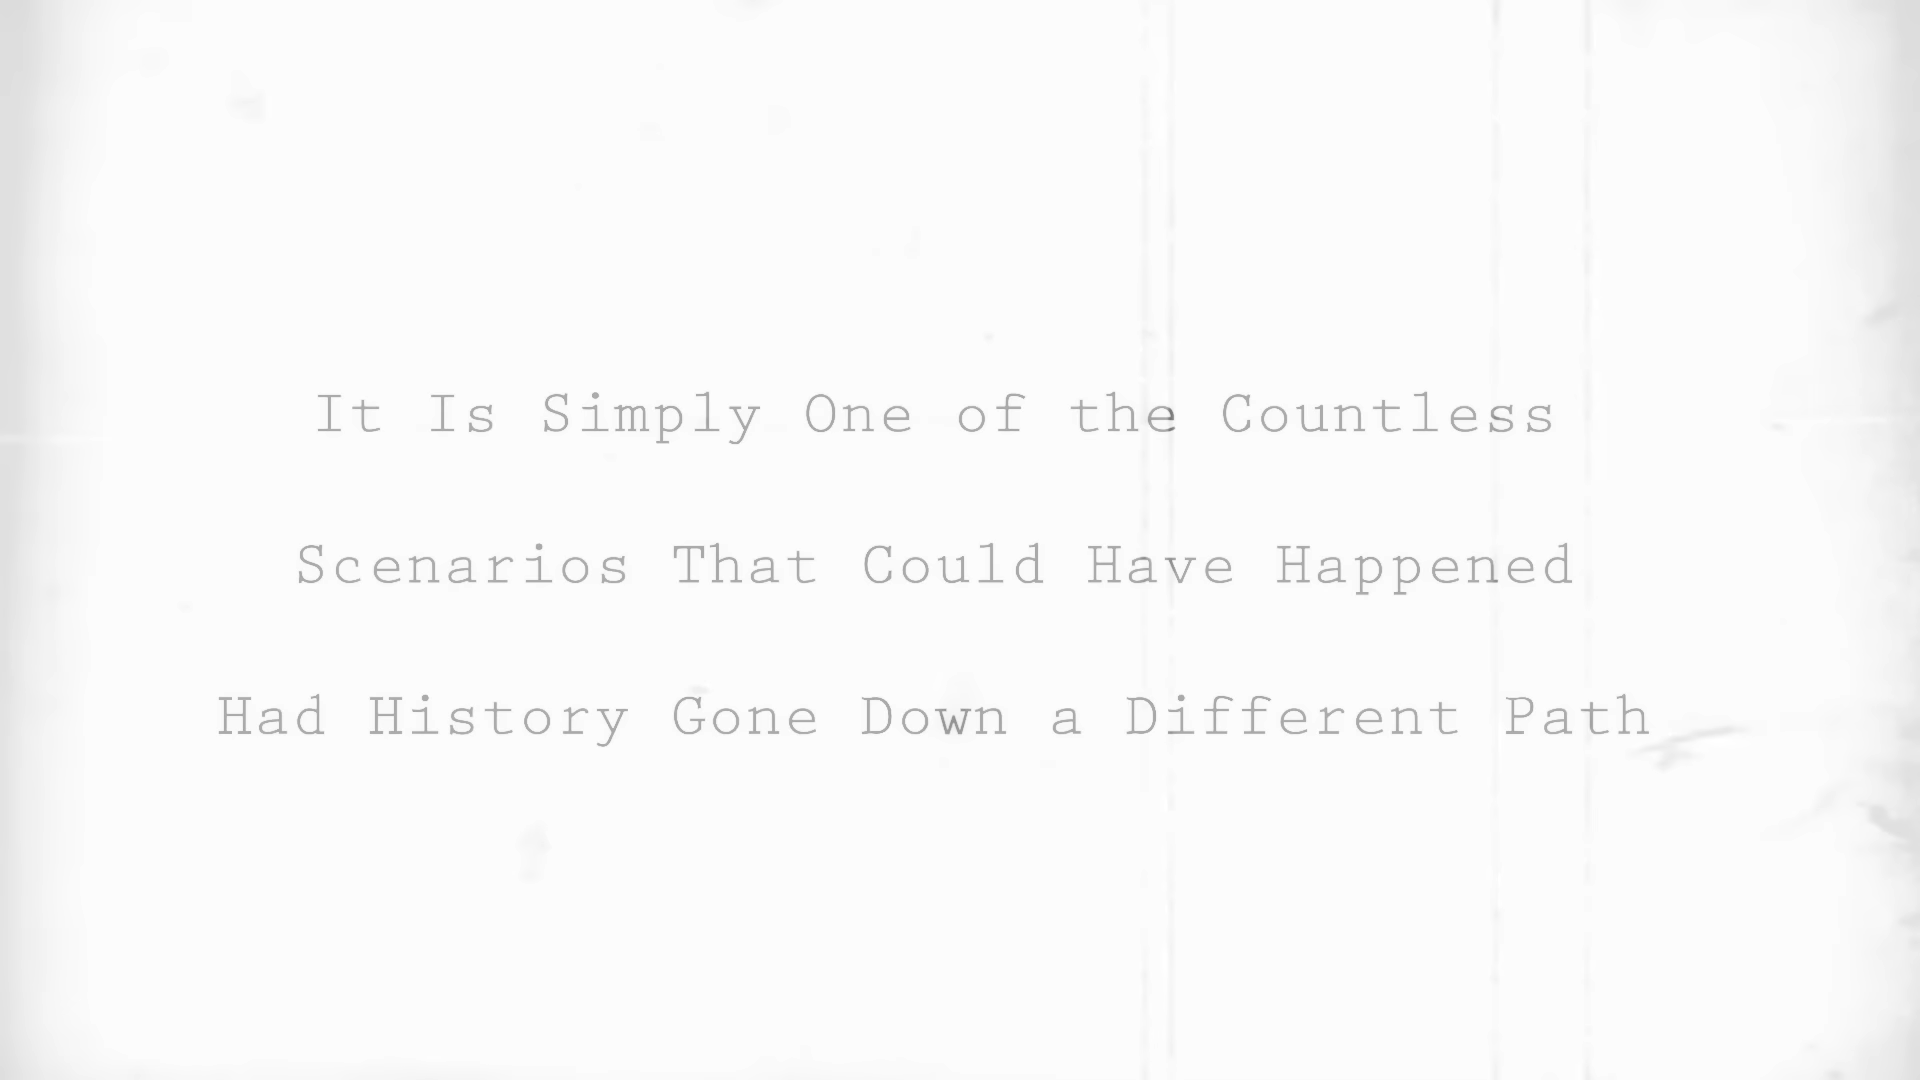 It Is Simply One of the Countless
Scenarios That Could Have Happened
Had History Gone Down a Different Path